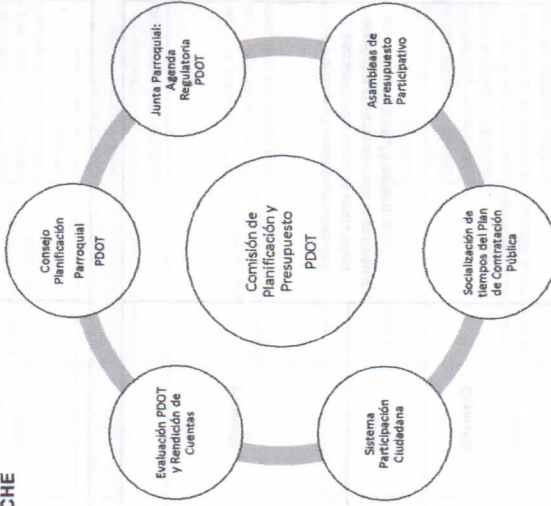 CHE
Consejo
Planificación
Parroquial
PDOT
Junta Parroquial:
Agenda
Regulatoria
PDOT
Asambleas de
presupuesto
Participativo
Socialización de
tiempos del Plan
de Contratación
Pública
Sistema
Participación
Ciudadana
Evaluación PDOT
y Rendición de
Cuentas
Comisión de
Planificación y
Presupuesto
PDOT